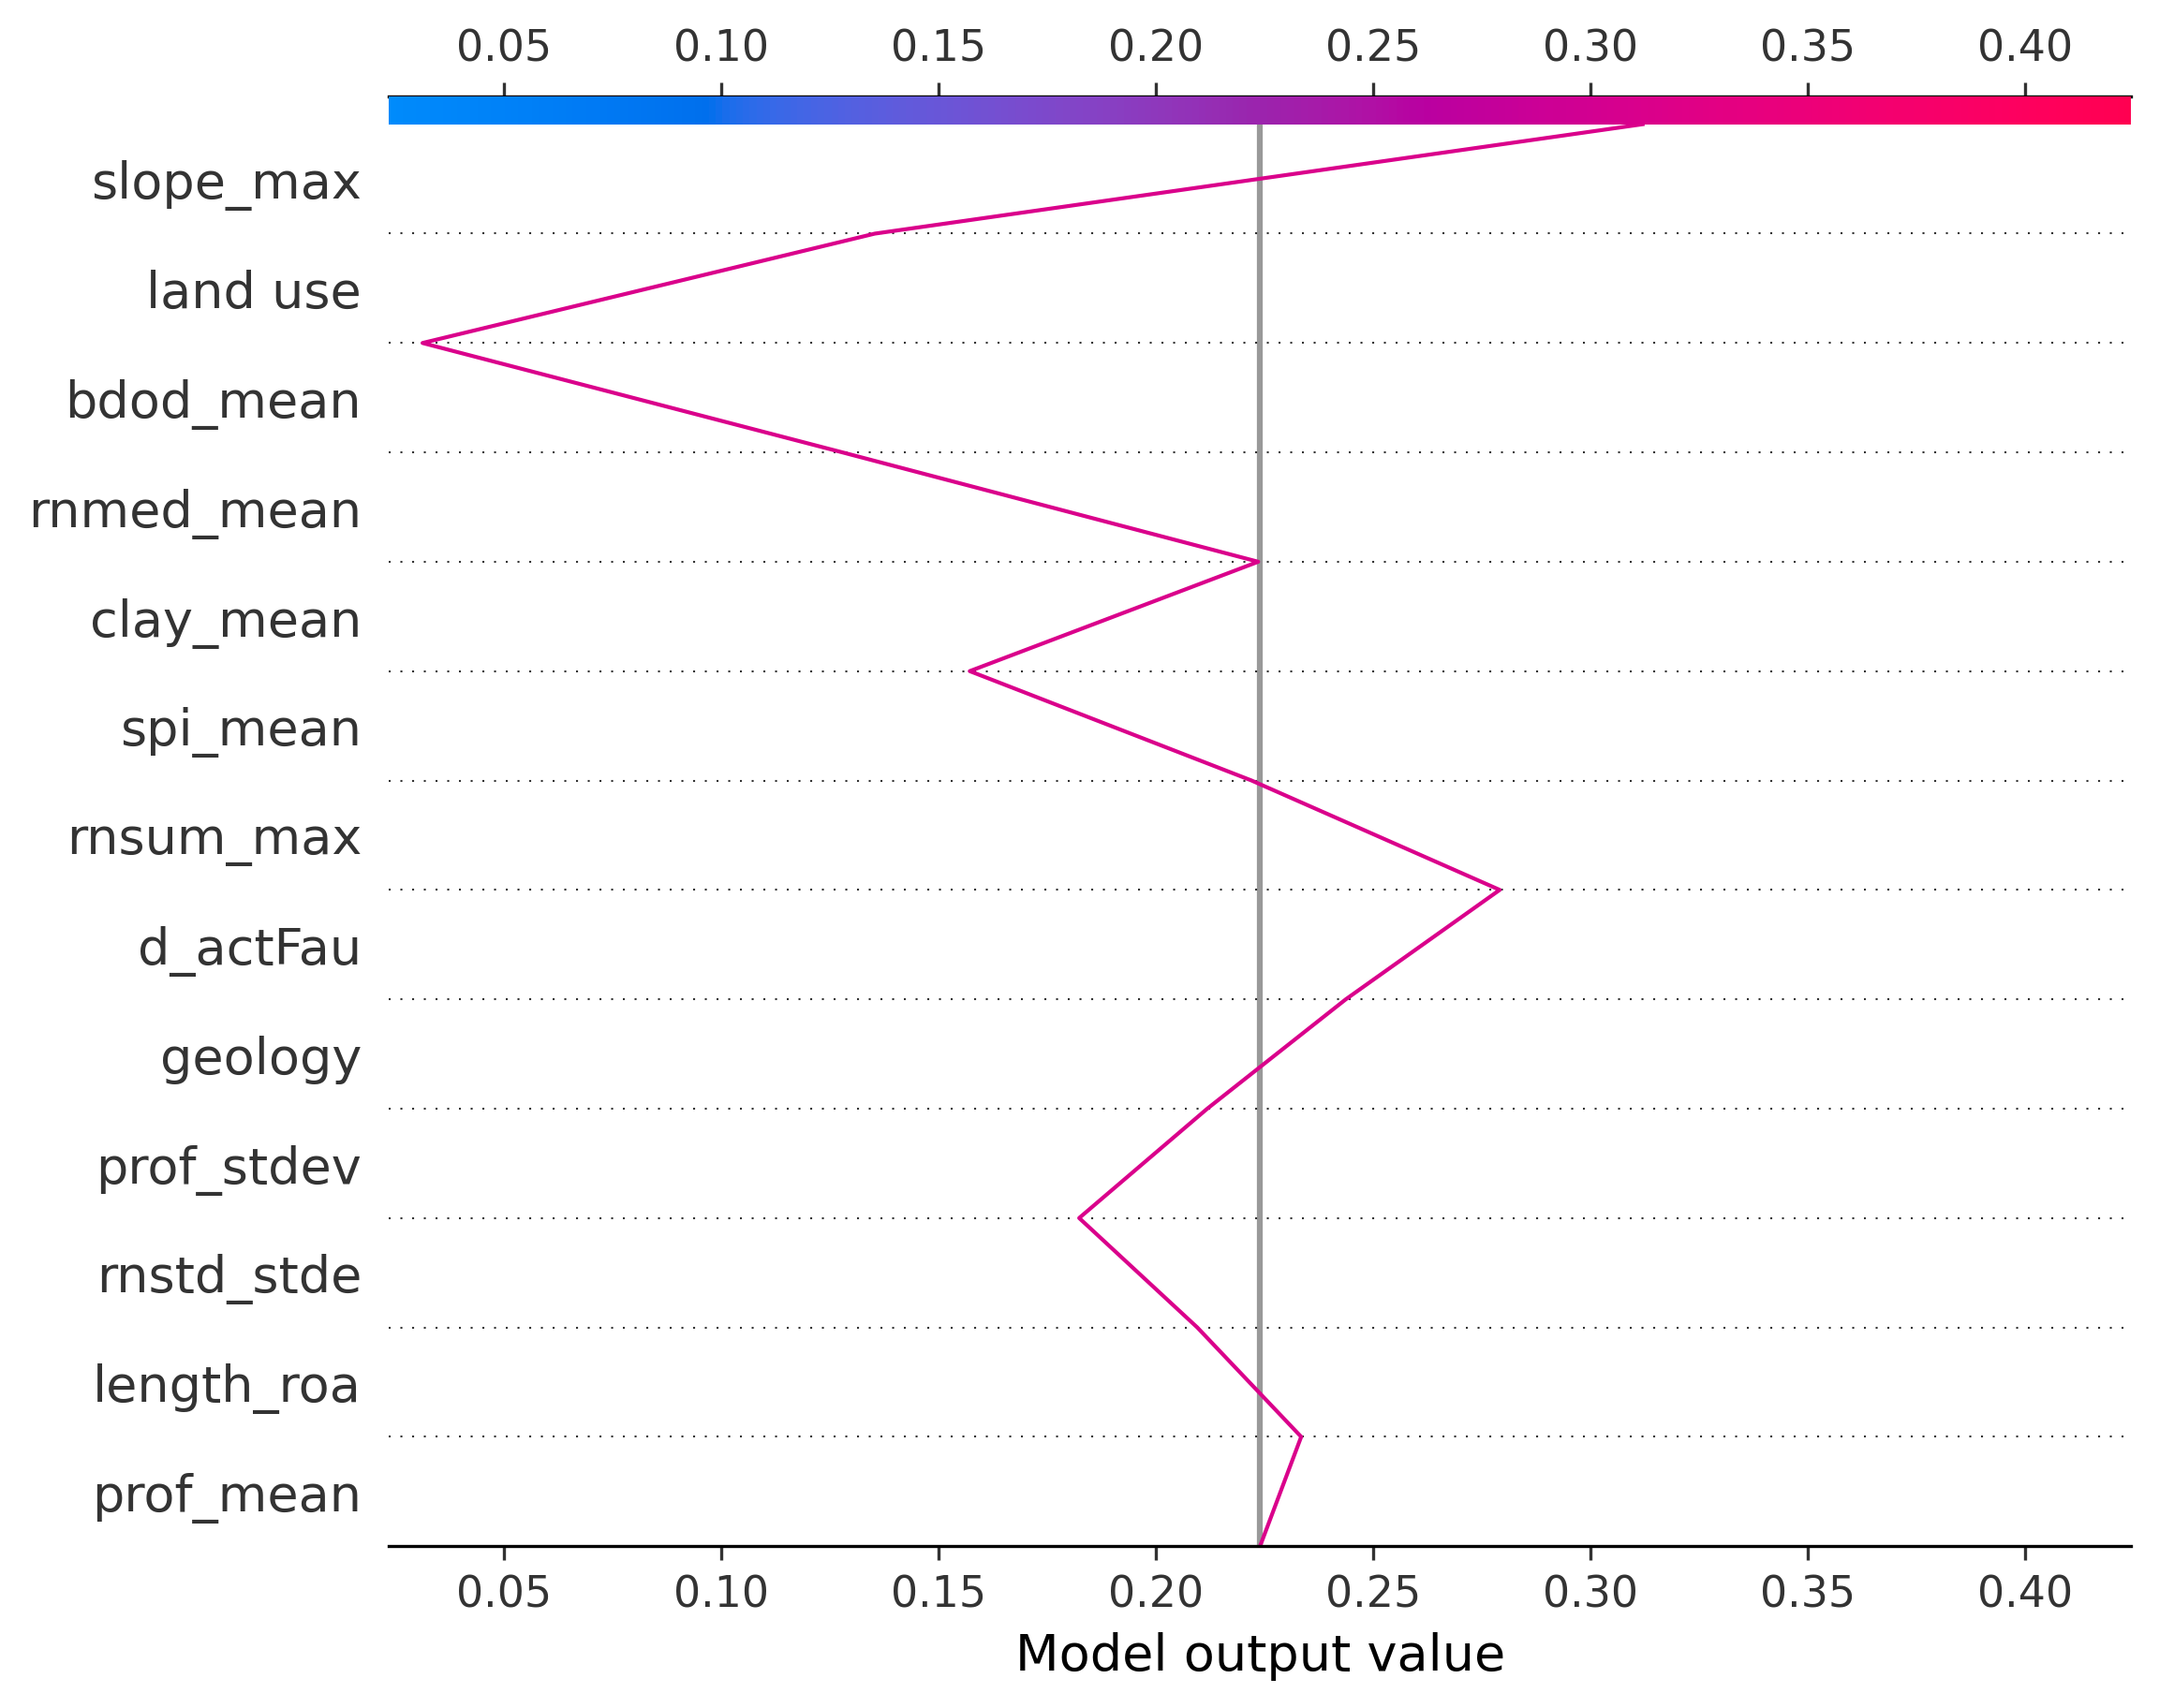 0.05 0.10 0.15 0.20 0.25 0.30 0.35 0.40
slope_max
land use
bdod_mean
rnmed_mean
clay_mean
spi_mean
rnsum_max
d_actFau
geology
prof_stdev
rnstd_stde
length_roa
prof_mean
0.05 0.10 0.15 0.20 0.25 0.30 0.35 0.40
Model output value